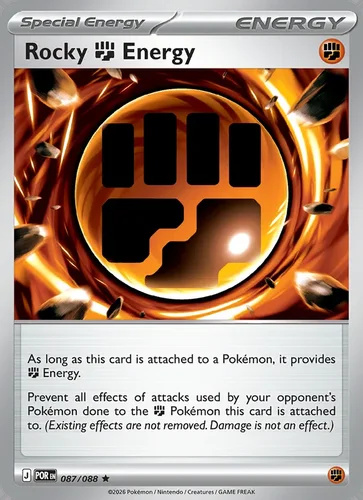 Special Energy ENERGY
Rocky Energy
As long as this card is attached to a Pokémon, it provides
Energy.
Prevent all effects of attacks used by your opponent's
Pokémon done to the Pokémon this card is attached
to. (Existing effects are not removed. Damage is not an effect.)
J POR EN 087/088 ★
©2026 Pokémon / Nintendo / Creatures / GAME FREAK